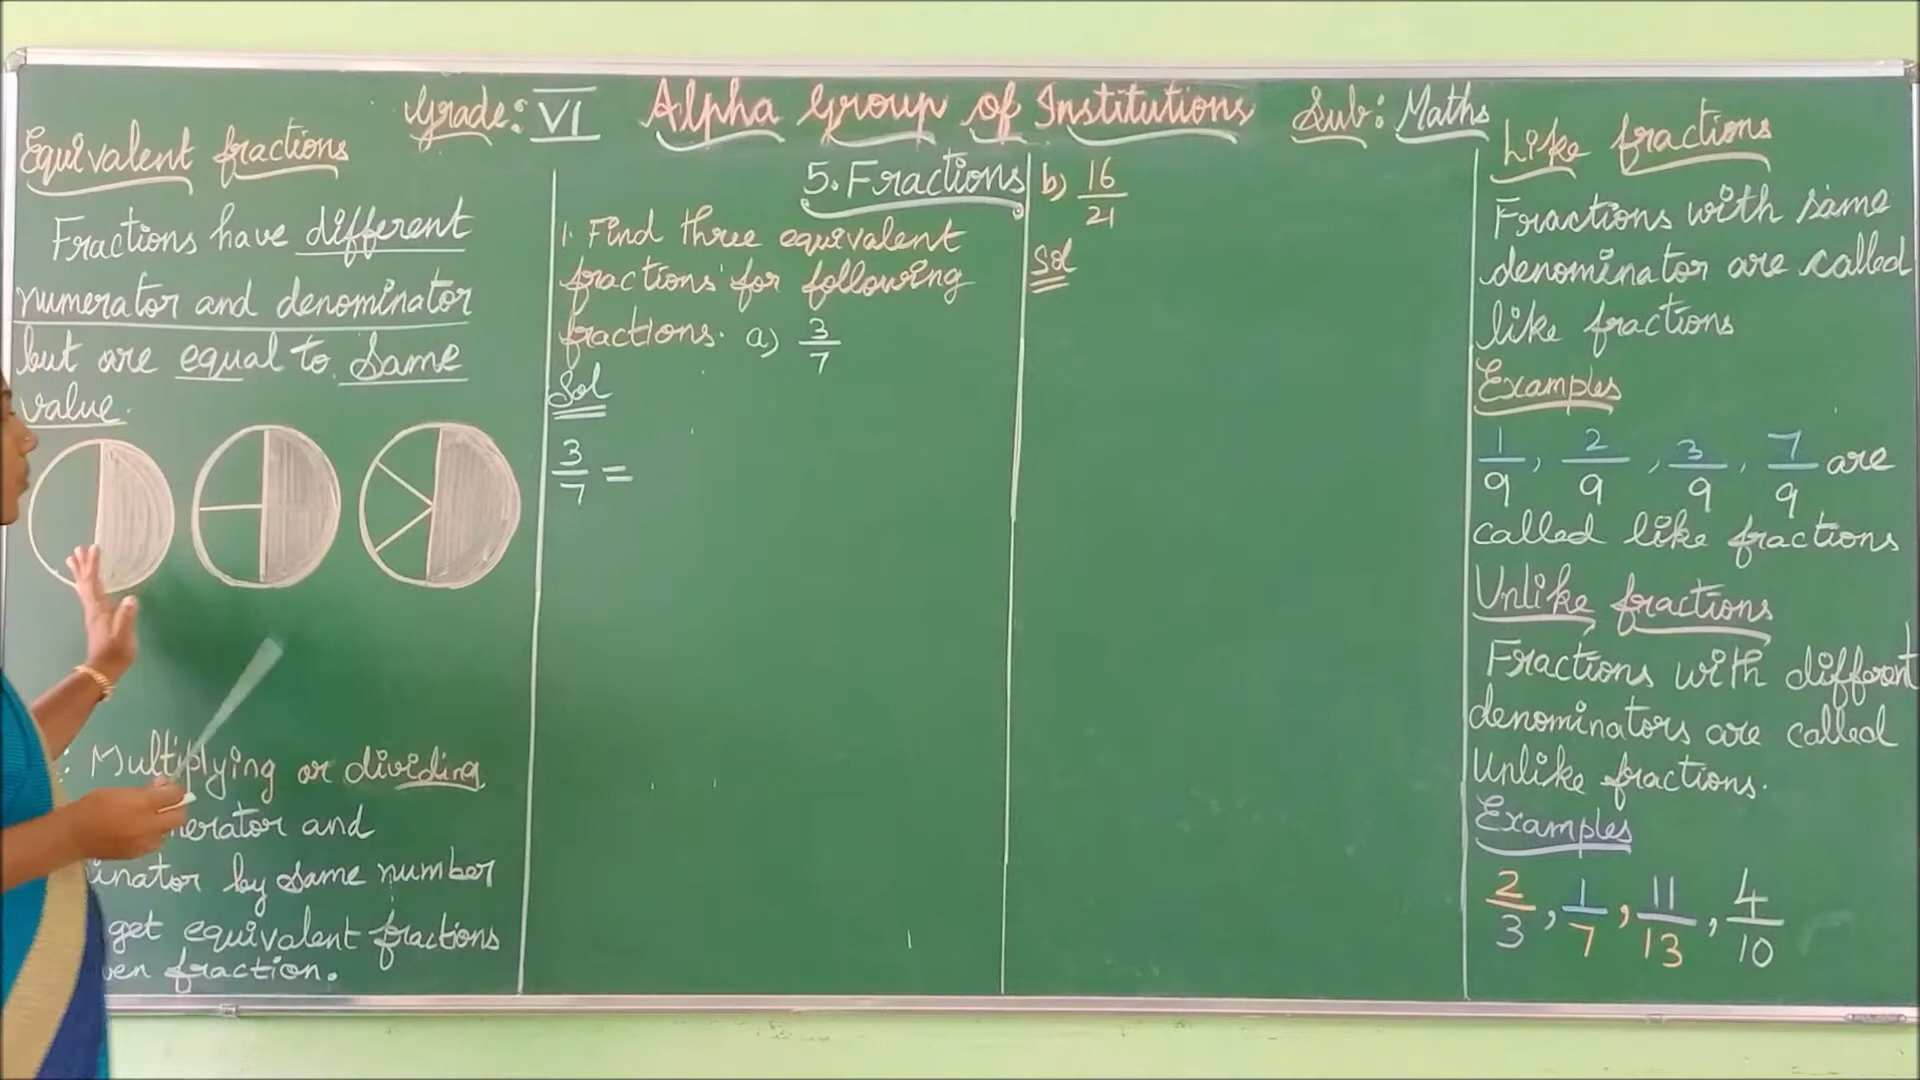 Grade: VI Alpha Group of Institutions Sub: Maths
Equivalent fractions
Fractions have different
numerator and denominator
but are equal to same
value.
: Multiplying or dividing
and
by same number
get equivalent fractions
fraction.
5. Fractions
1. Find three equivalent
fractions for following
fractions. a) 3/7
Sol
3/7 =
b) 16/21
Sol
Like fractions
Fractions with same
denominator are called
like fractions
Examples
1/9, 2/9, 3/9, 7/9 are
called like fractions
Unlike fractions
Fractions with different
denominators are called
Unlike fractions.
Examples
2/3, 1/7, 11/13, 4/10